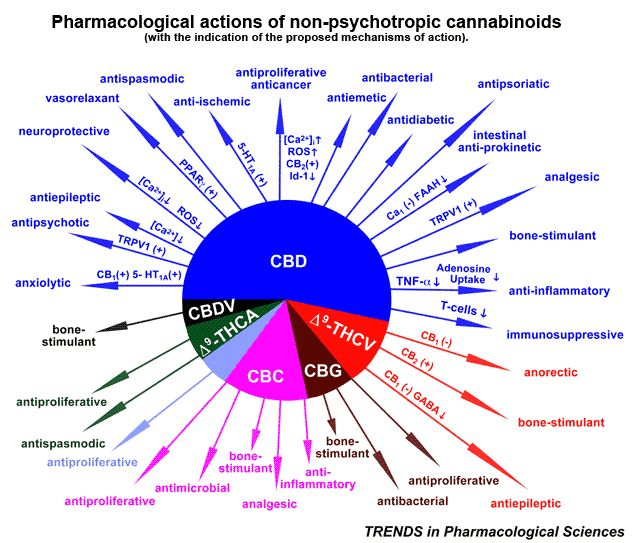 Pharmacological actions of non-psychotropic cannabinoids
(with the indication of the proposed mechanisms of action).
antiproliferative
anticancer
antispasmodic
antibacterial
vasorelaxant
anti-ischemic
antiemetic
antipsoriatic
neuroprotective
antidiabetic
intestinal
anti-prokinetic
antiepileptic
analgesic
antipsychotic
bone-stimulant
anxiolytic
anti-inflammatory
immunosuppressive
[Ca²⁺]ᵢ↑
ROS↑
CB₂(+)
Id-1↓
5-HT₁A (+)
PPARγ (+)
[Ca²⁺]ᵢ↓ ROS↓
[Ca²⁺]↓
TRPV1 (+)
CB₁(+) 5- HT₁A(+)
Ca₁ (-) FAAH↓
TRPV1 (+)
TNF-α↓
Adenosine
Uptake ↓
T-cells ↓
CBD
CBDV
Δ⁹-THCA
CBC
CBG
Δ⁹-THCV
CB₁ (-)
CB₂ (+)
CB₁ (-) GABA↓
bone-
stimulant
antiproliferative
antispasmodic
antiproliferative
antiproliferative
antimicrobial
bone-
stimulant
analgesic
anti-
inflammatory
bone-
stimulant
antibacterial
antiproliferative
anorectic
bone-stimulant
antiepileptic
TRENDS in Pharmacological Sciences